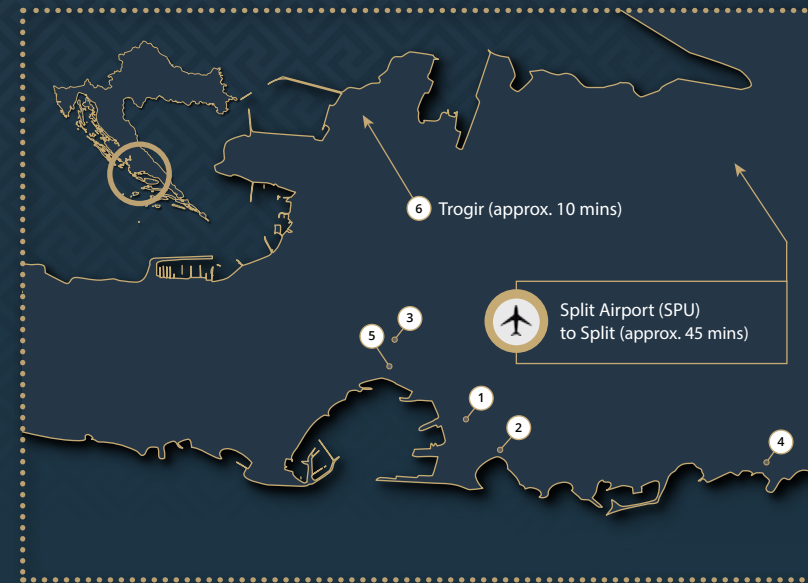 6 Trogir (approx. 10 mins)
Split Airport (SPU)
to Split (approx. 45 mins)
3
5
1
2
4